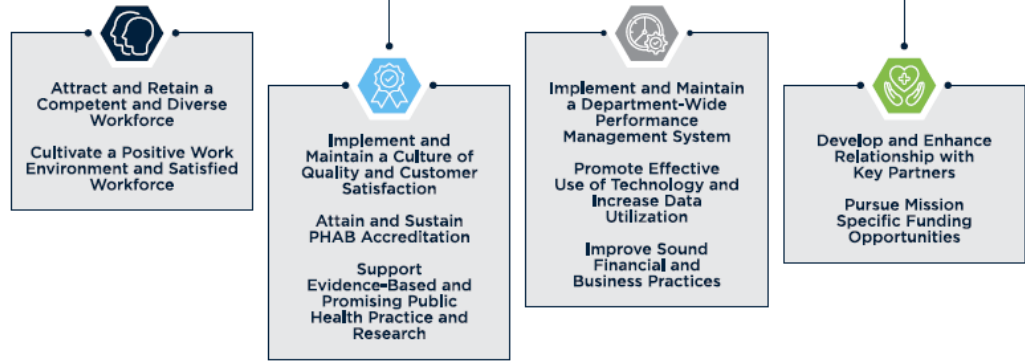 Attract and Retain a
Competent and Diverse
Workforce
Cultivate a Positive Work
Environment and Satisfied
Workforce
Implement and
Maintain a Culture of
Quality and Customer
Satisfaction
Attain and Sustain
PHAB Accreditation
Support
Evidence-Based and
Promising Public
Health Practice and
Research
Implement and Maintain
a Department-Wide
Performance
Management System
Promote Effective
Use of Technology and
Increase Data
Utilization
Improve Sound
Financial and
Business Practices
Develop and Enhance
Relationship with
Key Partners
Pursue Mission
Specific Funding
Opportunities